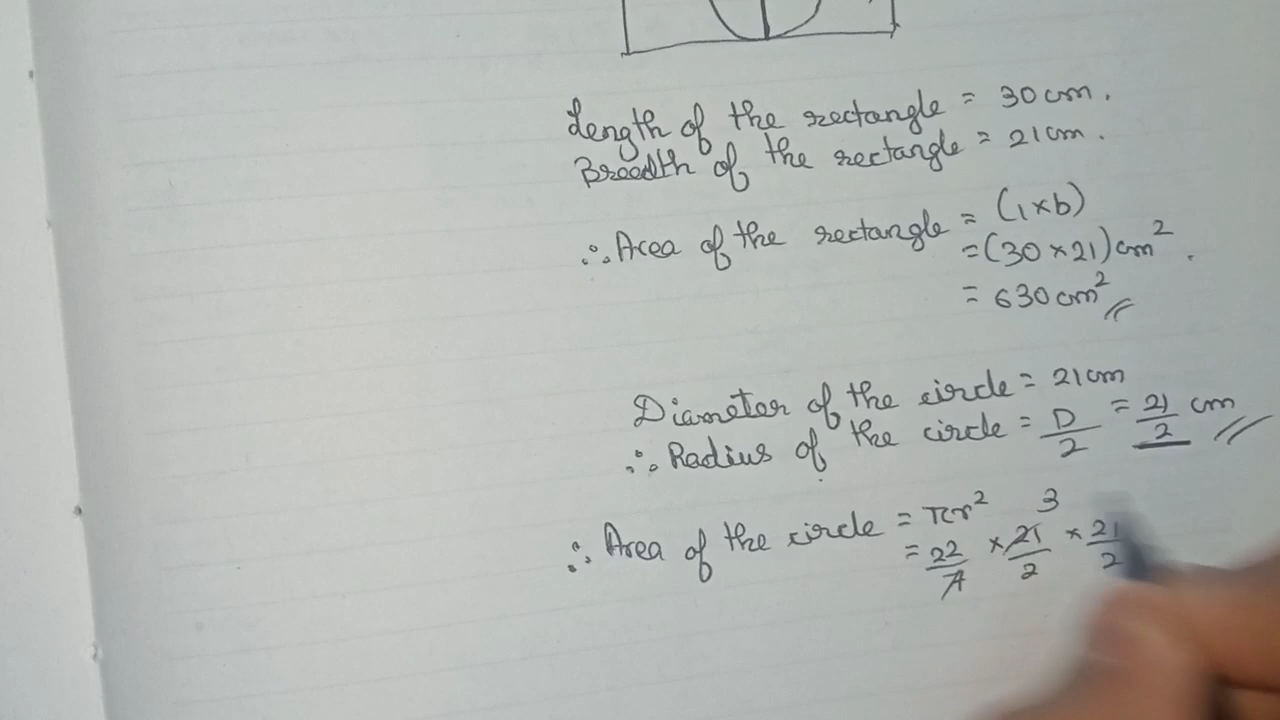 Length of the rectangle = 30 cm.
Breadth of the rectangle = 21 cm.
∴ Area of the rectangle = (l × b)
= (30 × 21) cm².
= 630 cm²
Diameter of the circle = 21 cm
∴ Radius of the circle = D/2 = 21/2 cm
∴ Area of the circle = πr²
3
= 22/7 × 21/2 × 21/2